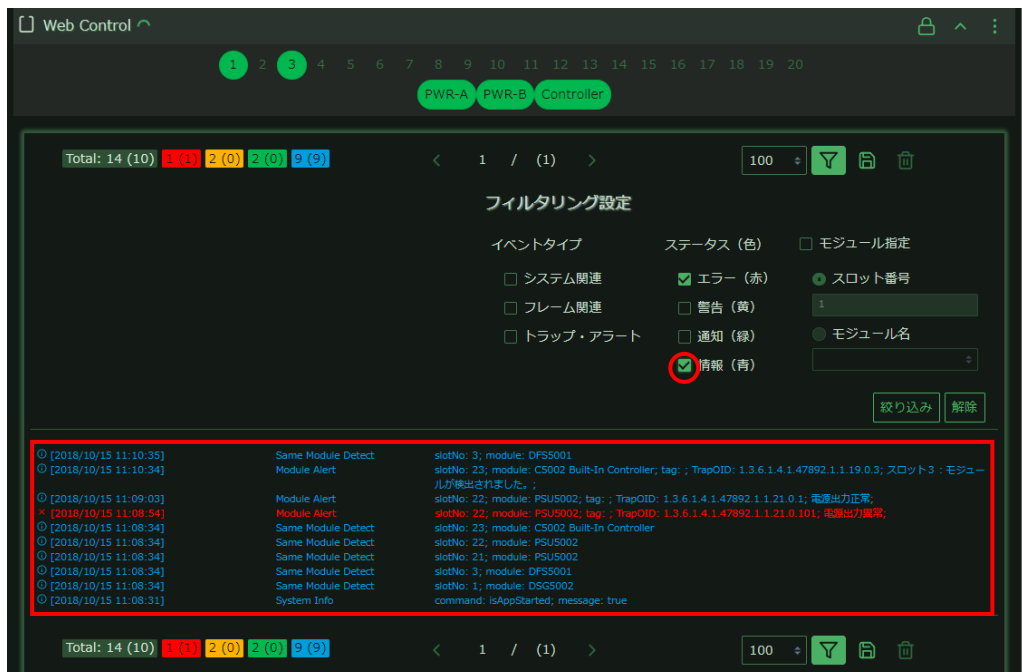 Web Control
1 2 3 4 5 6 7 8 9 10 11 12 13 14 15 16 17 18 19 20
PWR-A PWR-B Controller
Total: 14 (10) 1 (1) 2 (0) 2 (0) 9 (9) 1 / (1) 100
フィルタリング設定
イベントタイプ ステータス（色） モジュール指定
システム関連 エラー（赤） スロット番号
フレーム関連 警告（黄） 1
トラップ・アラート 通知（緑） モジュール名
情報（青）
絞り込み 解除
[2018/10/15 11:10:35] Same Module Detect slotNo: 3; module: DFS5001
[2018/10/15 11:10:34] Module Alert slotNo: 23; module: C5002 Built-In Controller; tag: ; TrapOID: 1.3.6.1.4.1.47892.1.1.19.0.3; スロット3：モジュー
ルが検出されました。;
[2018/10/15 11:09:03] Module Alert slotNo: 22; module: PSU5002; tag: ; TrapOID: 1.3.6.1.4.1.47892.1.1.21.0.1; 電源出力正常;
[2018/10/15 11:08:54] Module Alert slotNo: 22; module: PSU5002; tag: ; TrapOID: 1.3.6.1.4.1.47892.1.1.21.0.101; 電源出力異常;
[2018/10/15 11:08:34] Same Module Detect slotNo: 23; module: C5002 Built-In Controller
[2018/10/15 11:08:34] Same Module Detect slotNo: 22; module: PSU5002
[2018/10/15 11:08:34] Same Module Detect slotNo: 21; module: PSU5002
[2018/10/15 11:08:34] Same Module Detect slotNo: 3; module: DFS5001
[2018/10/15 11:08:34] Same Module Detect slotNo: 1; module: DSG5002
[2018/10/15 11:08:31] System Info command: isAppStarted; message: true
Total: 14 (10) 1 (1) 2 (0) 2 (0) 9 (9) 1 / (1) 100